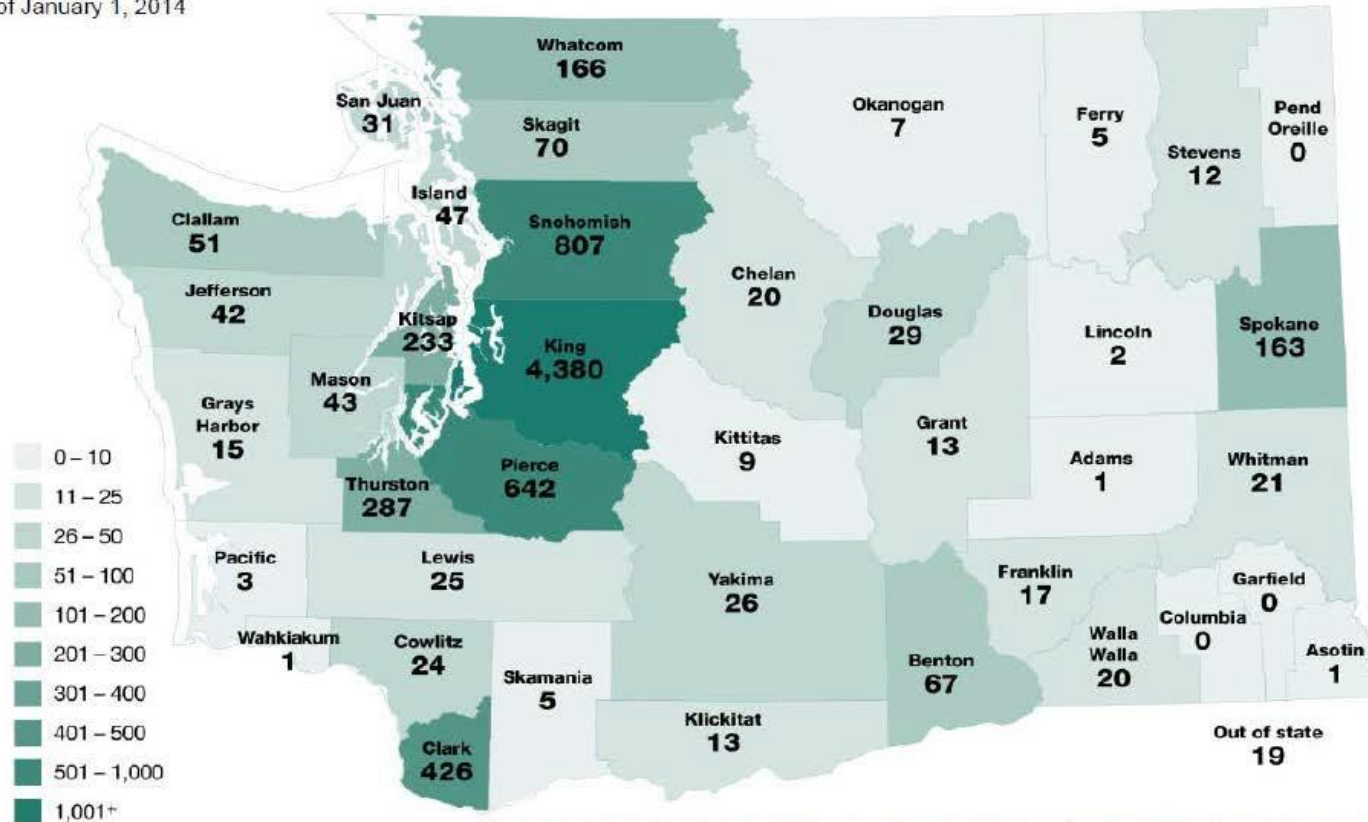 of January 1, 2014
Whatcom
166
San Juan
31
Skagit
70
Okanogan
7
Ferry
5
Stevens
12
Pend
Oreille
0
Island
47
Clallam
51
Snohomish
807
Jefferson
42
Chelan
20
Douglas
29
Lincoln
2
Spokane
163
Kitsap
233
King
4,380
Mason
43
Grays
Harbor
15
Grant
13
Kittitas
9
Adams
1
Whitman
21
Pierce
642
Thurston
287
Pacific
3
Lewis
25
Yakima
26
Franklin
17
Garfield
0
Columbia
0
Wahkiakum
1
Cowlitz
24
Skamania
5
Benton
67
Walla
Walla
20
Asotin
1
Klickitat
13
Clark
426
Out of state
19
0 – 10
11 – 25
26 – 50
51 – 100
101 – 200
201 – 300
301 – 400
401 – 500
501 – 1,000
1,001+